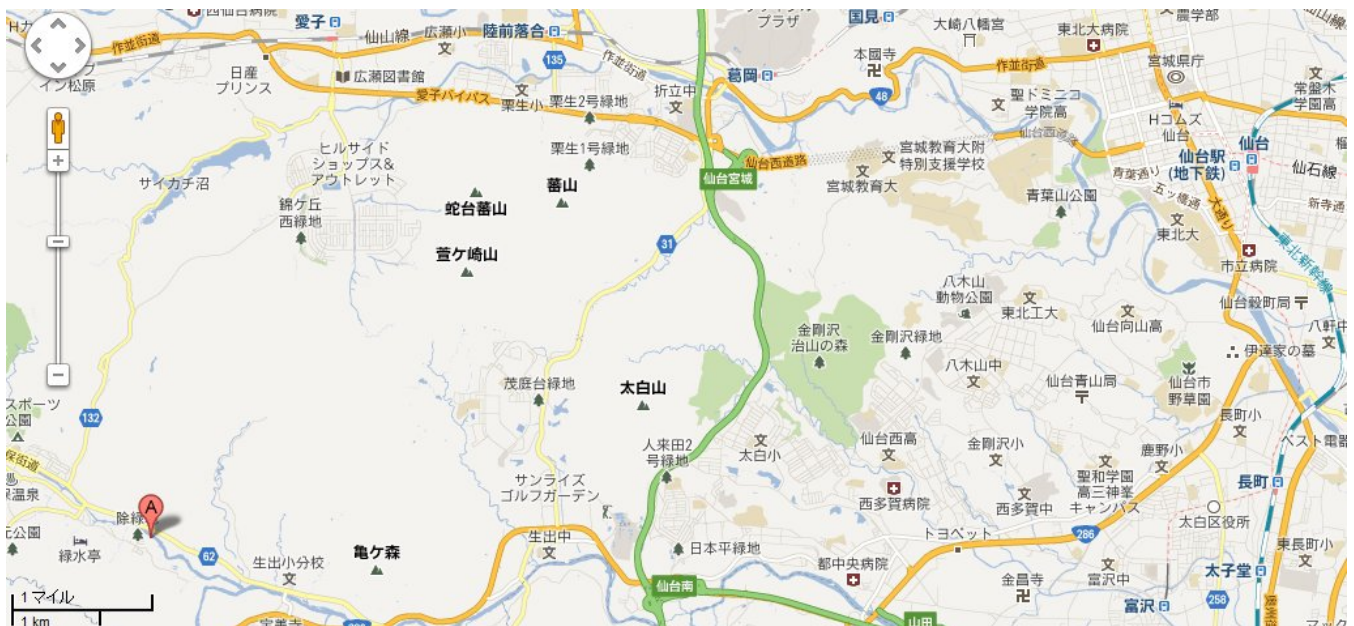 愛子
仙山線
広瀬小
陸前落合
国見
大崎八幡宮
東北大病院
農学部
作並街道
日産
プリンス
広瀬図書館
135
作並街道
葛岡
本國寺
作並街道
宮城県庁
イン松原
愛子バイパス
栗生小
栗生2号緑地
折立中
48
聖ドミニコ
学院高
Hコムズ
仙台
常盤木
学園高
ヒルサイド
ショップス&
アウトレット
栗生1号緑地
仙台西道路
宮城教育大附
特別支援学校
仙台西道路
仙台駅
(地下鉄)
仙台
仙石線
サイカチ沼
蕃山
仙台宮城
宮城教育大
青葉通り
五ッ橋通
新寺通
錦ケ丘
西緑地
蛇台蕃山
青葉山公園
大通り
東北大
萱ケ崎山
31
市立病院
東北新幹線
八木山
動物公園
東北工大
仙台向山高
仙台穀町局
金剛沢
治山の森
金剛沢緑地
八軒中
伊達家の墓
八木山中
茂庭台緑地
太白山
仙台青山局
仙台市
野草園
スポーツ
公園
132
長町小
人来田2
号緑地
太白小
仙台西高
金剛沢小
鹿野小
ベスト電器
サンライズ
ゴルフガーデン
聖和学園
高三神峯
キャンパス
長町
A
西多賀病院
西多賀中
太白区役所
緑水亭
62
生出小分校
亀ケ森
生出中
日本平緑地
トヨペット
286
都中央病院
富沢中
東長町小
太子堂
1 マイル
仙台南
金昌寺
富沢
258
1 km
山田